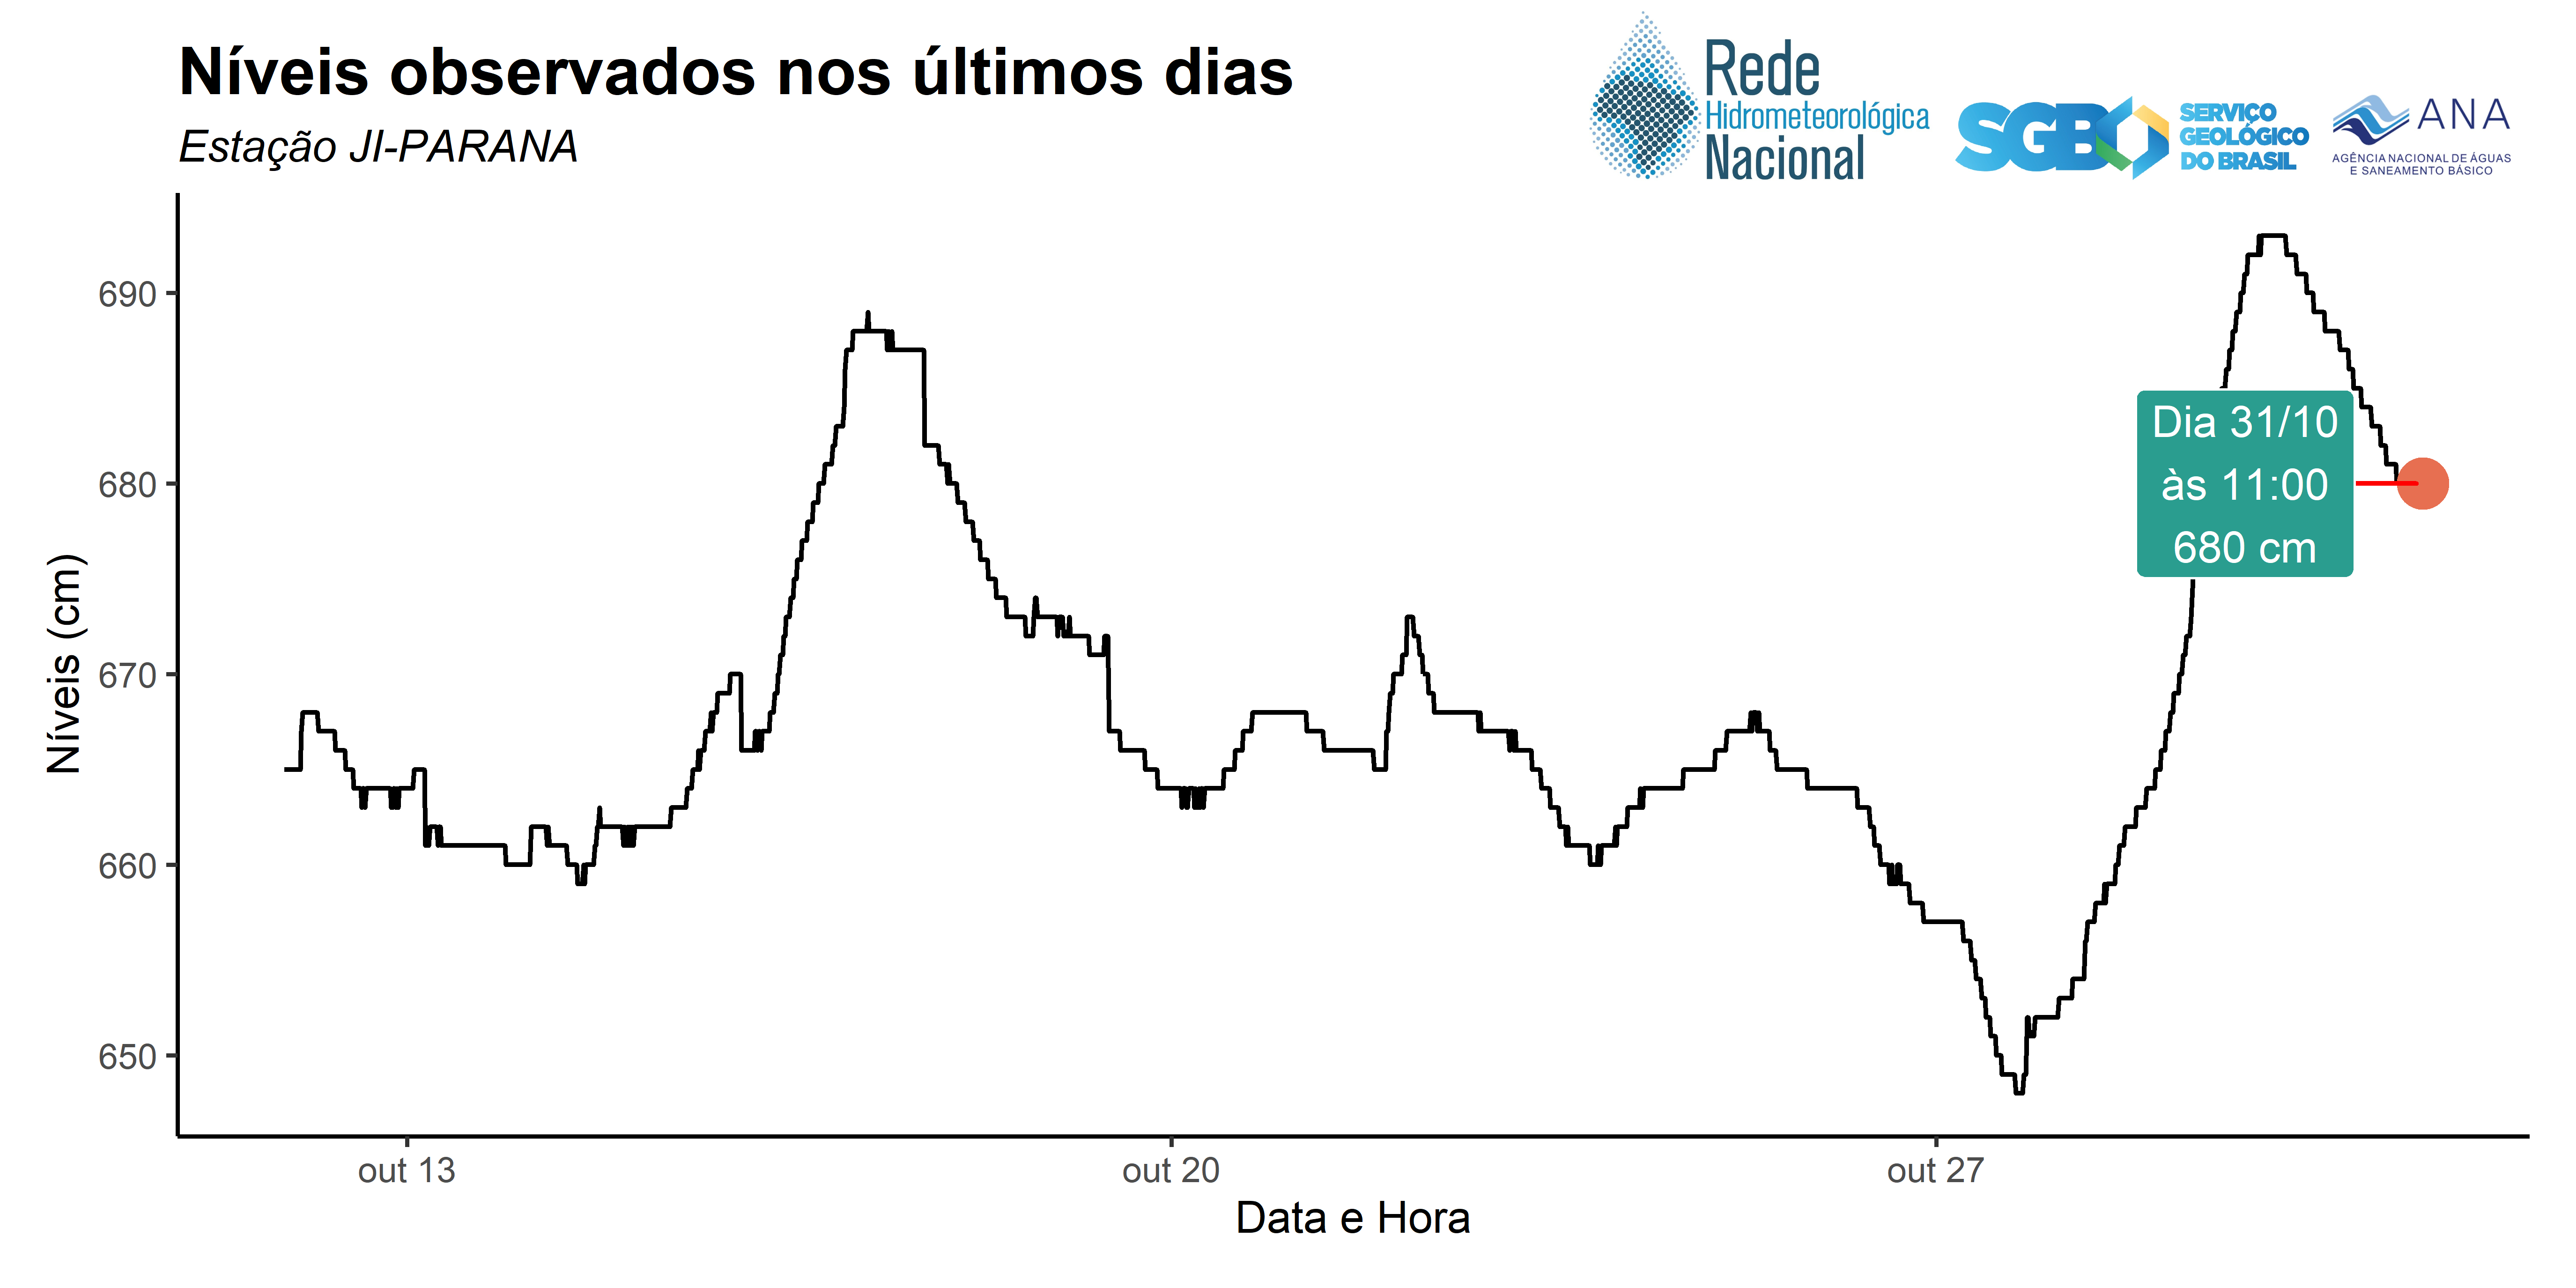 Níveis observados nos últimos dias
Estação JI-PARANA
Rede
Hidrometeorológica
Nacional
SGB
SERVIÇO
GEOLÓGICO
DO BRASIL
ANA
AGÊNCIA NACIONAL DE ÁGUAS
E SANEAMENTO BÁSICO
Níveis (cm)
690
680
670
660
650
Dia 31/10
às 11:00
680 cm
out 13
out 20
out 27
Data e Hora